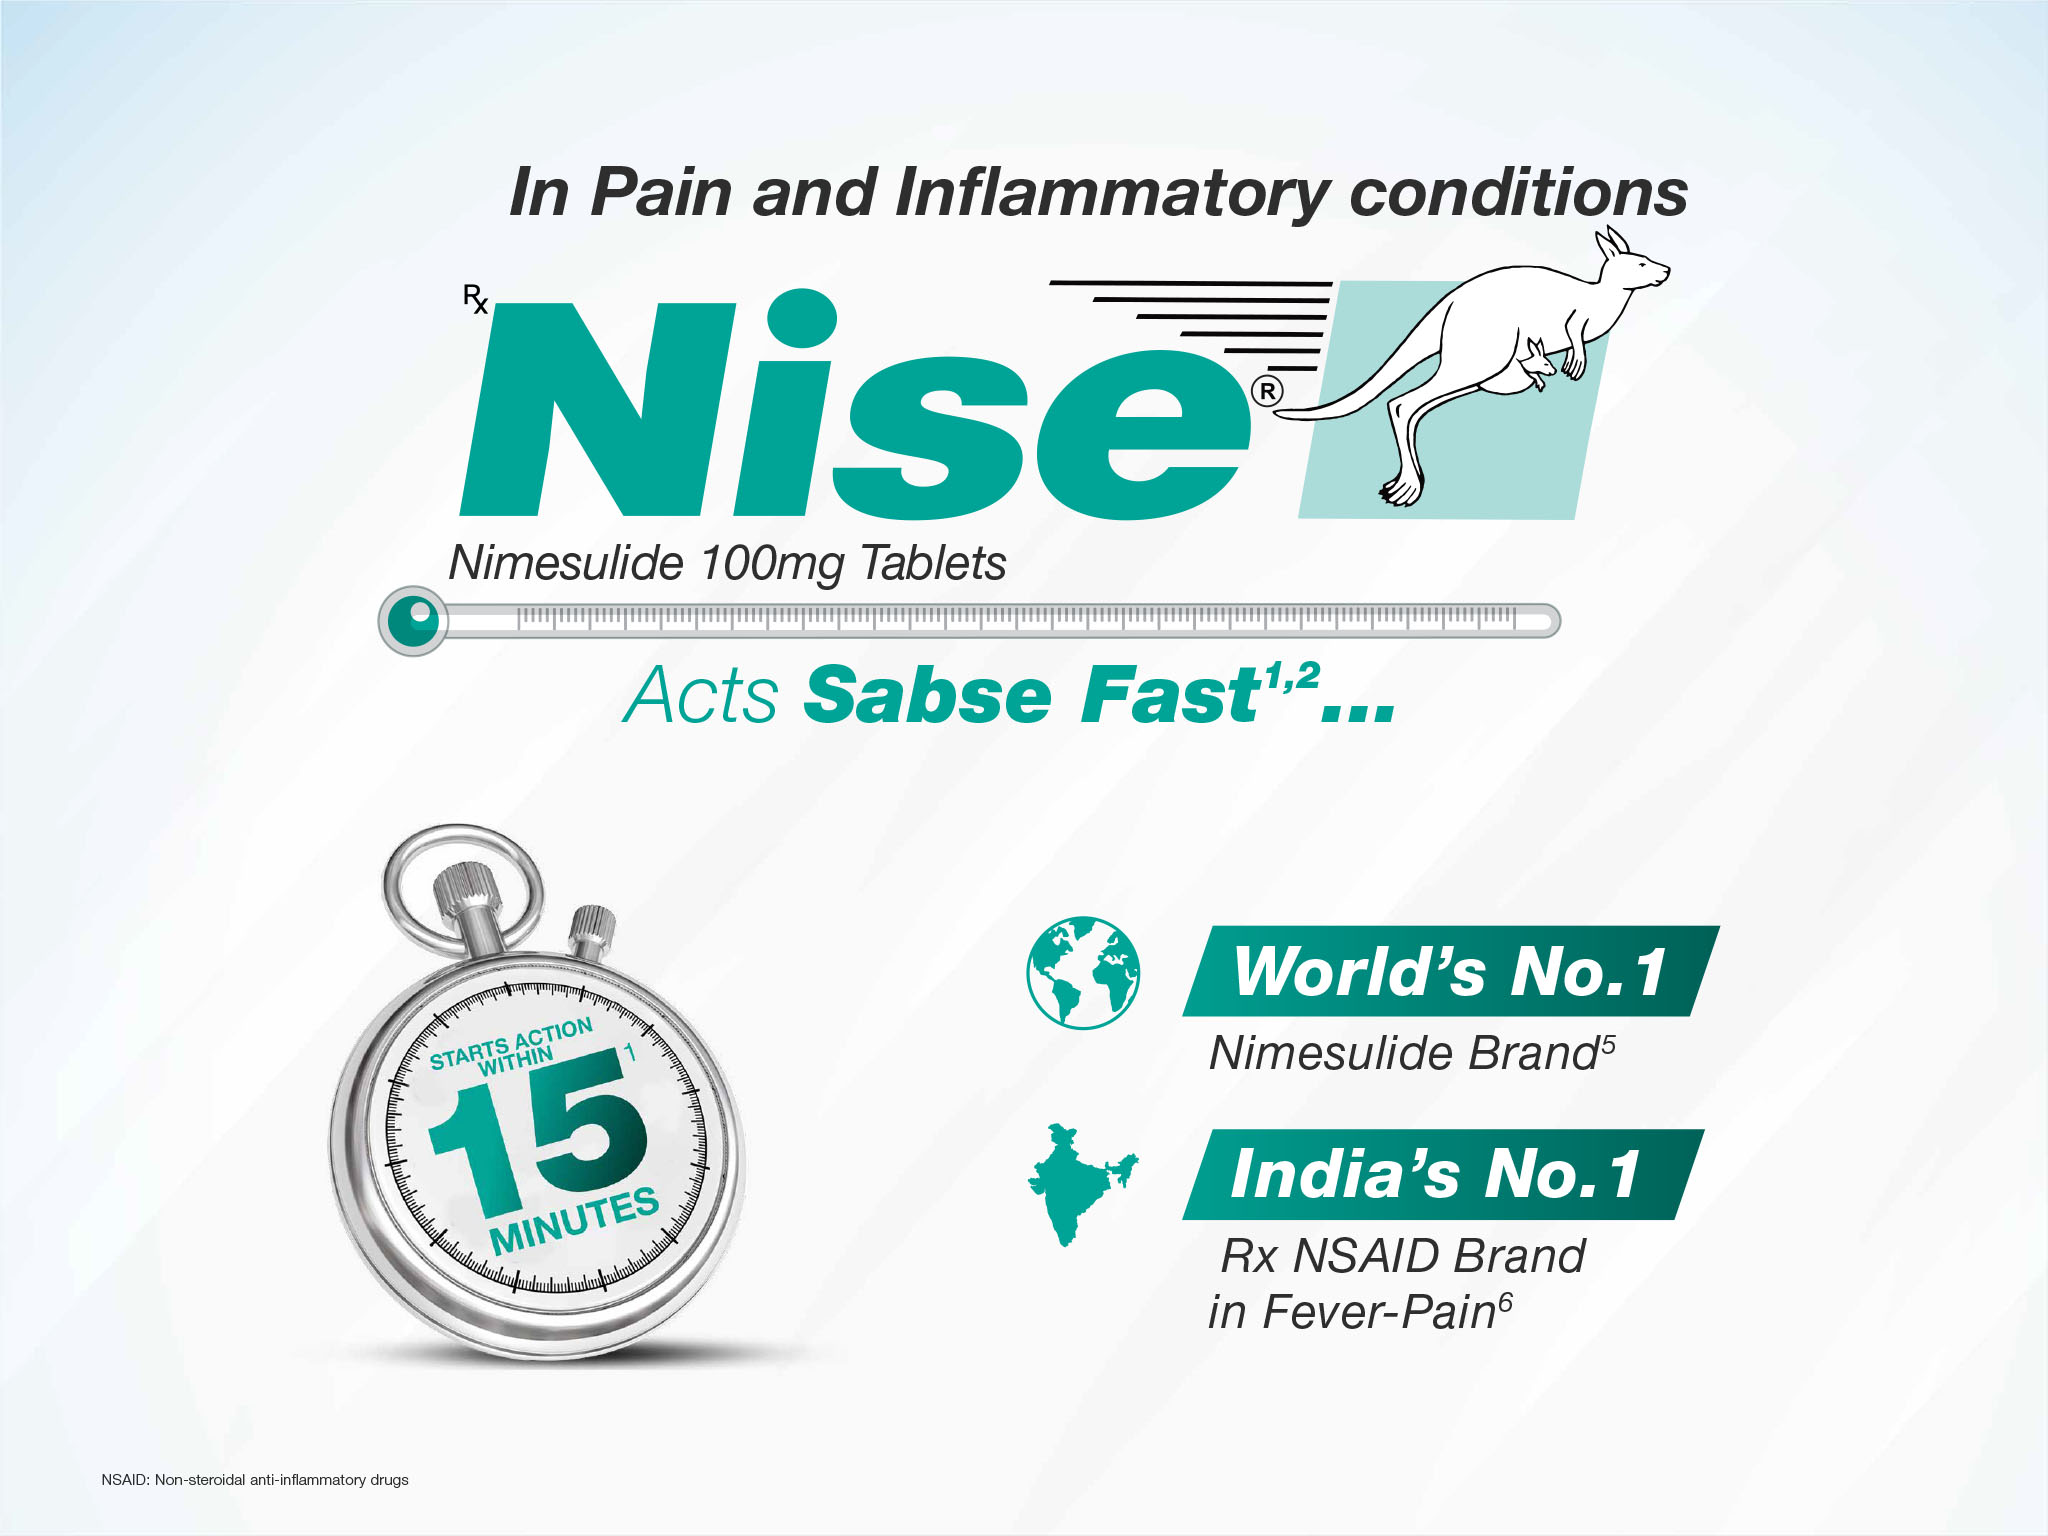 In Pain and Inflammatory conditions
Rx
Nise®
Nimesulide 100mg Tablets
Acts Sabse Fast1,2...
STARTS ACTION
WITHIN
15 1
MINUTES
World's No.1
Nimesulide Brand5
India's No.1
Rx NSAID Brand
in Fever-Pain6
NSAID: Non-steroidal anti-inflammatory drugs